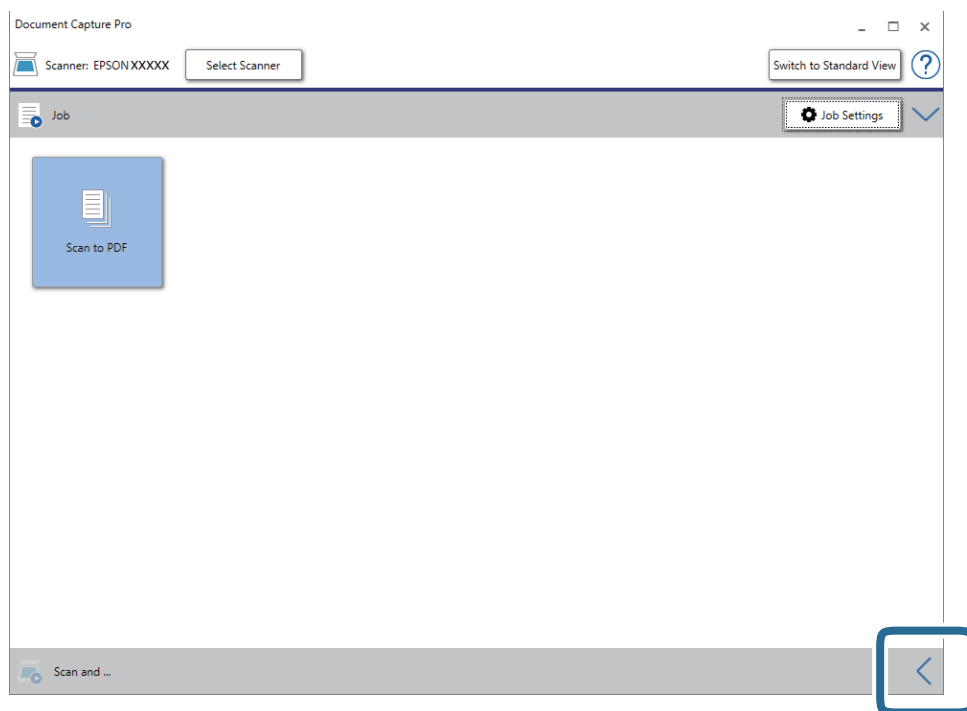 Document Capture Pro
Scanner: EPSON XXXXX Select Scanner Switch to Standard View ?
Job Job Settings
Scan to PDF
Scan and ...